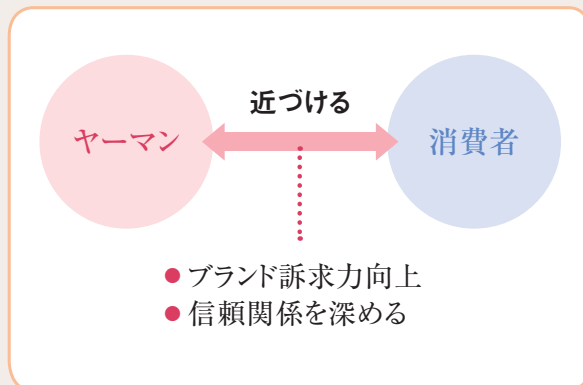 近づける
ヤーマン
消費者
● ブランド訴求力向上
● 信頼関係を深める